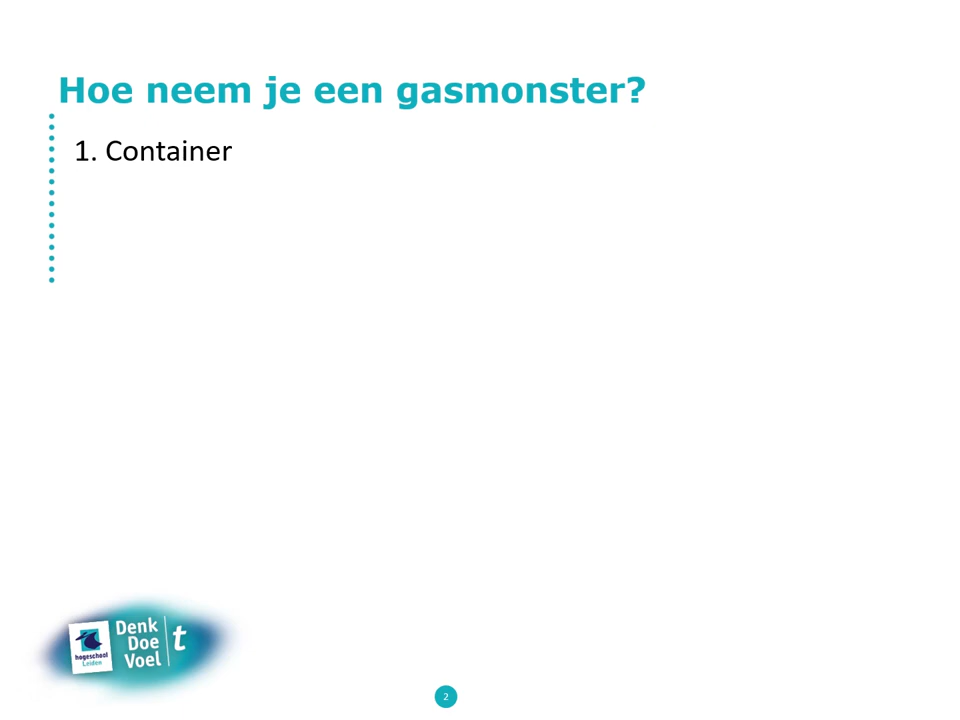 Hoe neem je een gasmonster?
1. Container
Denk
Doe
Voel
t
hogeschool
Leiden
2